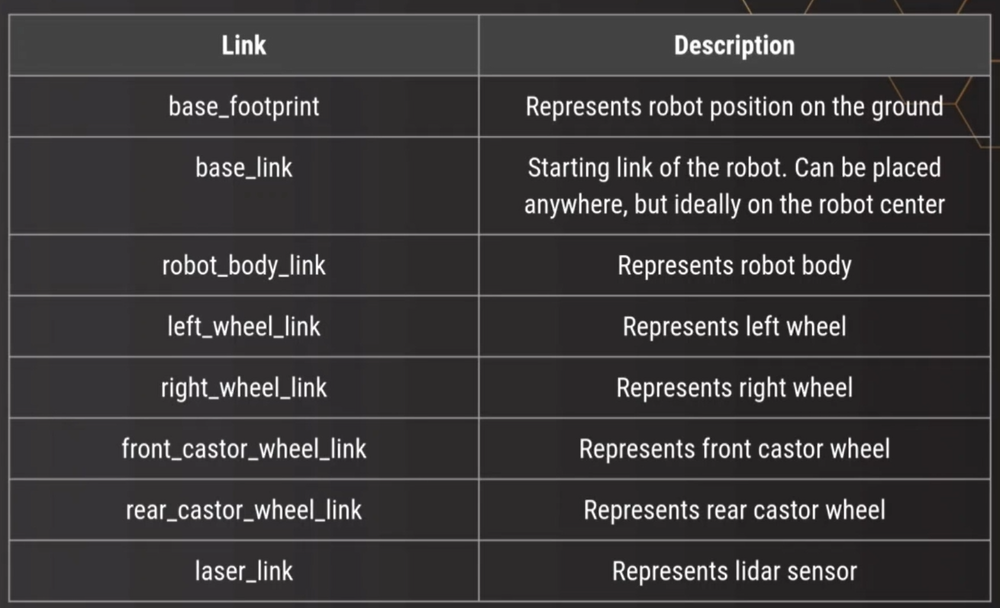 Link Description
base_footprint Represents robot position on the ground
base_link Starting link of the robot. Can be placed
anywhere, but ideally on the robot center
robot_body_link Represents robot body
left_wheel_link Represents left wheel
right_wheel_link Represents right wheel
front_castor_wheel_link Represents front castor wheel
rear_castor_wheel_link Represents rear castor wheel
laser_link Represents lidar sensor